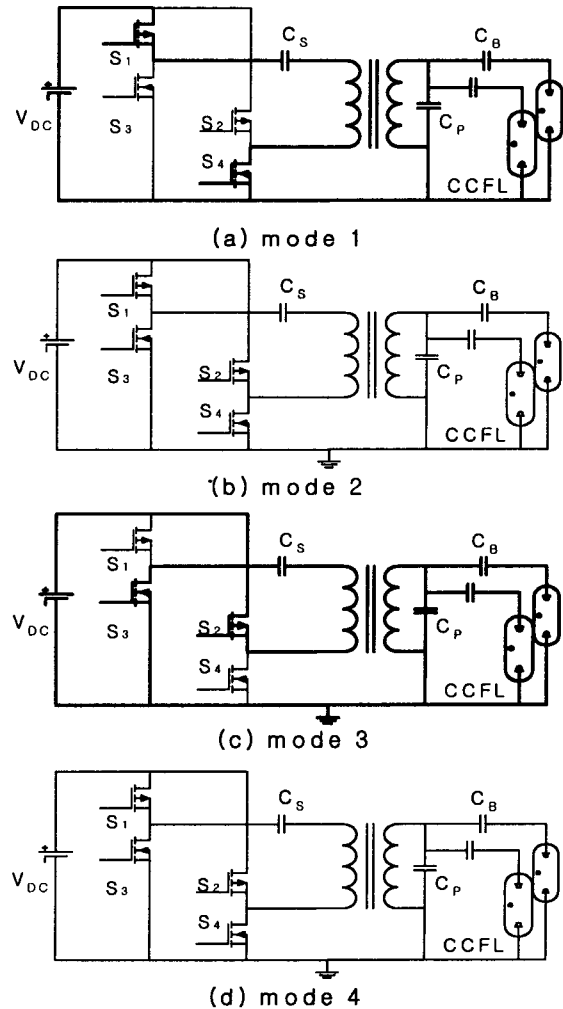 C_S
C_B
S_1
V_DC
S_3
S_2
C_P
S_4
CCFL
(a) mode 1
C_S
C_B
S_1
V_DC
S_3
S_2
C_P
S_4
CCFL
(b) mode 2
C_S
C_B
S_1
V_DC
S_3
S_2
C_P
S_4
CCFL
(c) mode 3
C_S
C_B
S_1
V_DC
S_3
S_2
C_P
S_4
CCFL
(d) mode 4